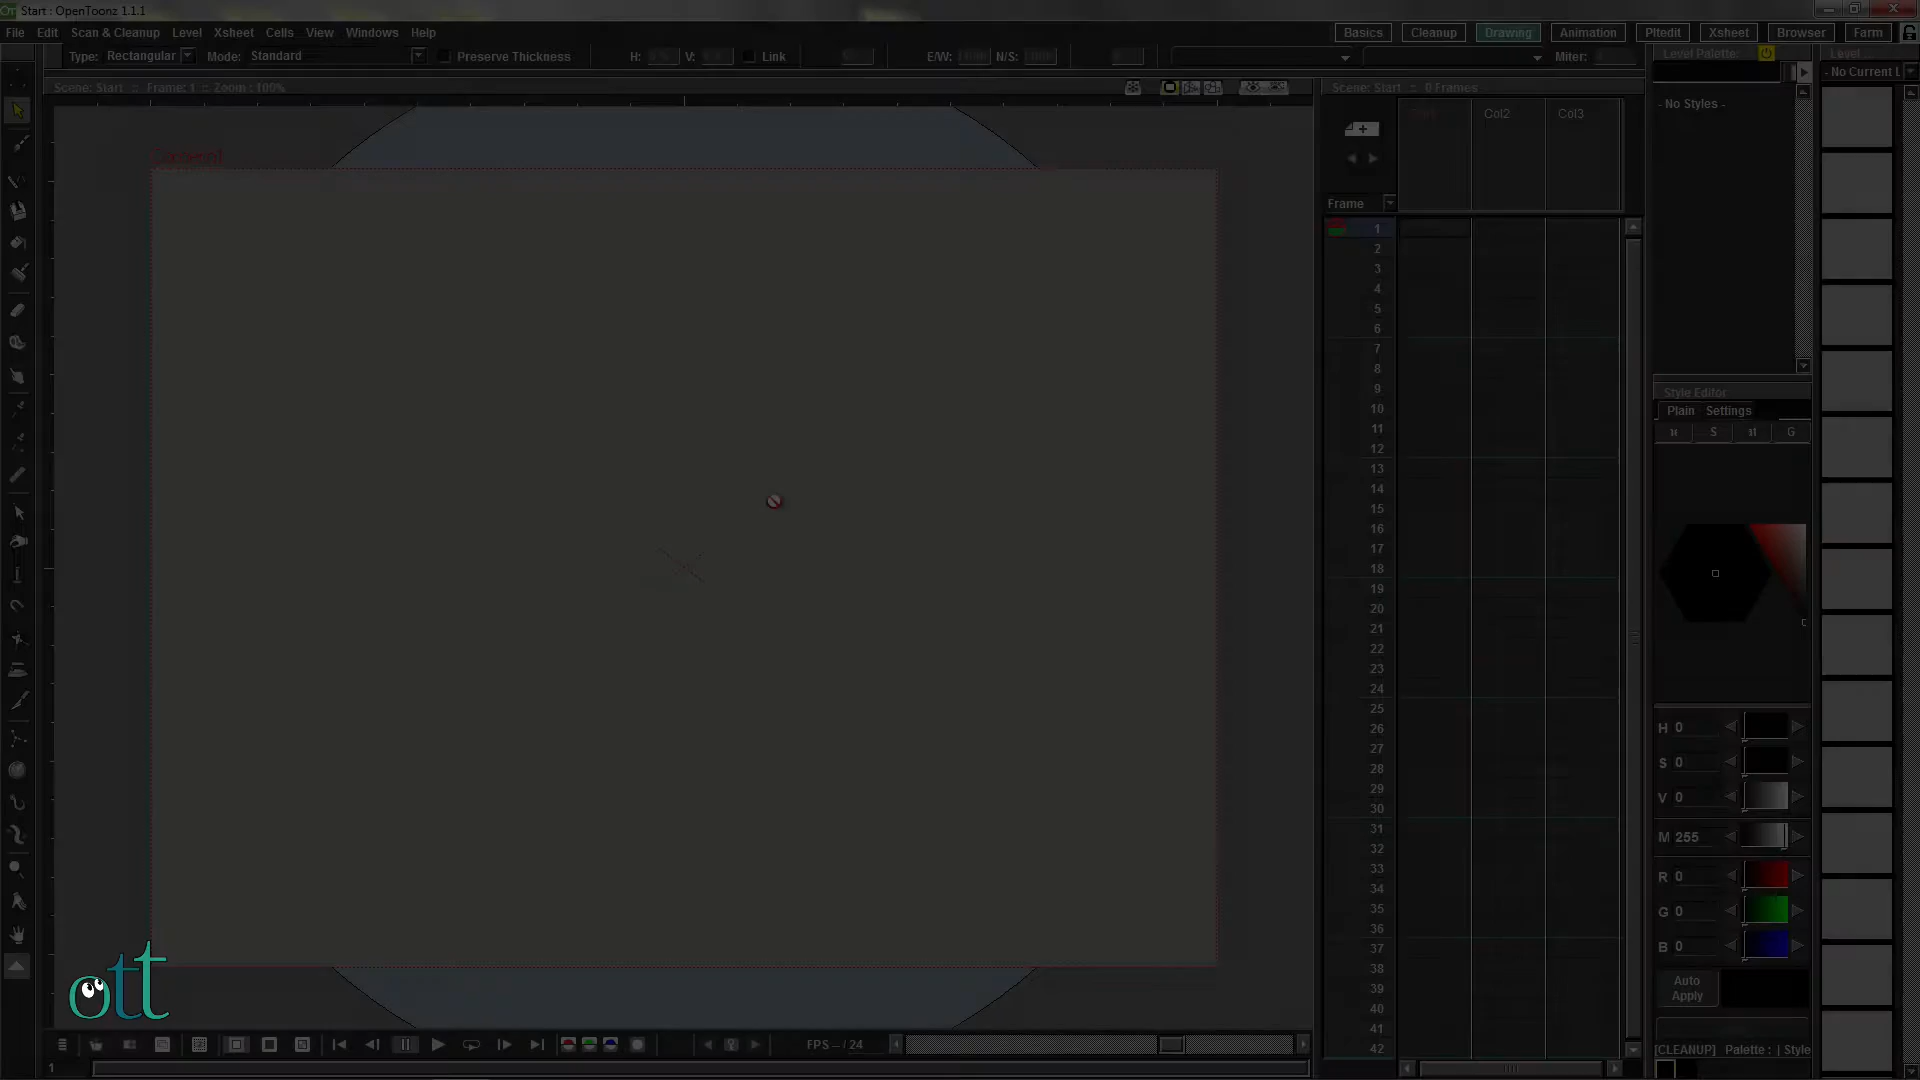 Start : OpenToonz 1.1.1
File Edit Scan & Cleanup Level Xsheet Cells View Windows Help
Basics Cleanup Drawing Animation Pltedit Xsheet Browser Farm
Type: Rectangular Mode: Standard Preserve Thickness H: V: Link E/W: N/S: Miter:
Level Palette:
Level
- No Current L
Scene: Start :: Frame: 1 :: Zoom : 100%
Scene: Start :: 0 Frames
- No Styles -
Col2 Col3
Frame
1
2
3
4
5
6
7
8
9
10
11
12
13
14
15
16
17
18
19
20
21
22
23
24
25
26
27
28
29
30
31
32
33
34
35
36
37
38
39
40
41
42
Style Editor
Plain Settings
S G
H 0
S 0
V 0
M 255
R 0
G 0
B 0
Auto
Apply
[CLEANUP] Palette : | Style
ott
FPS -- / 24
1